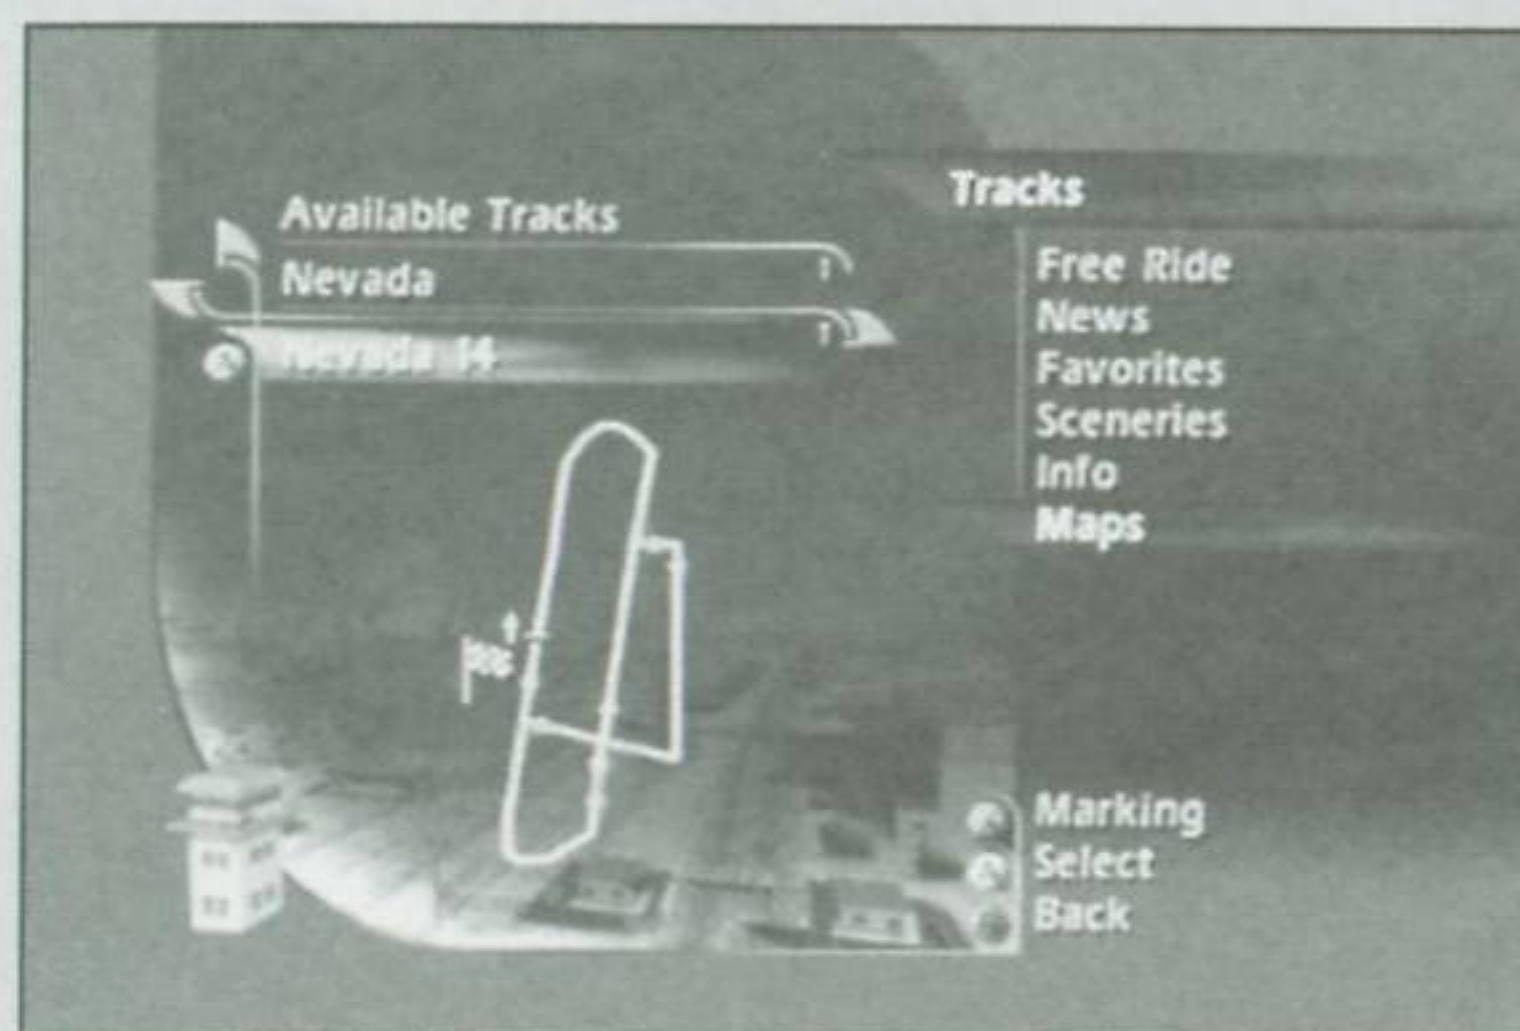 Available Tracks
Nevada
Nevada 14
Tracks
Free Ride
News
Favorites
Sceneries
Info
Maps
Marking
Select
Back